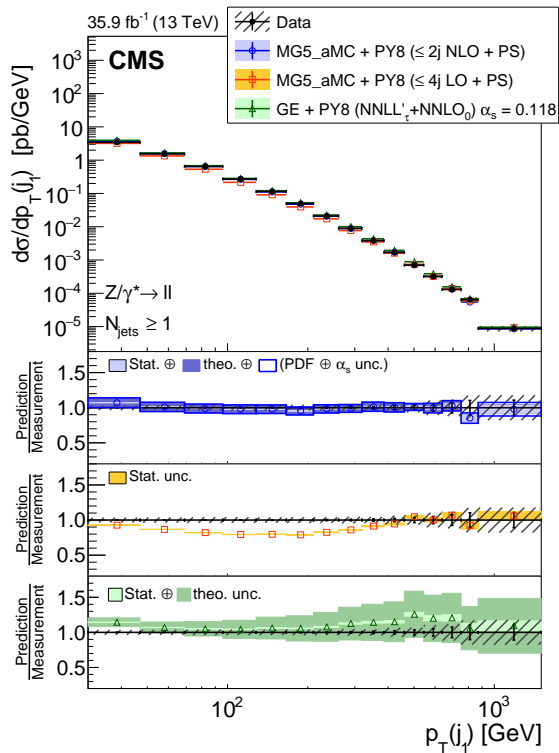 35.9 fb⁻¹ (13 TeV)
CMS
Data
MG5_aMC + PY8 (≤ 2j NLO + PS)
MG5_aMC + PY8 (≤ 4j LO + PS)
GE + PY8 (NNLL'τ+NNLO₀) αₛ = 0.118
dσ/dp_T(j₁) [pb/GeV]
10³
10²
10
1
10⁻¹
10⁻²
10⁻³
10⁻⁴
10⁻⁵
Z/γ*→ ll
N_jets ≥ 1
Stat. ⊕ theo. ⊕ (PDF ⊕ αₛ unc.)
Prediction
Measurement
1.5
1.0
0.5
Stat. unc.
Prediction
Measurement
1.5
1.0
0.5
Stat. ⊕ theo. unc.
Prediction
Measurement
1.5
1.0
0.5
10² 10³
p_T(j₁) [GeV]